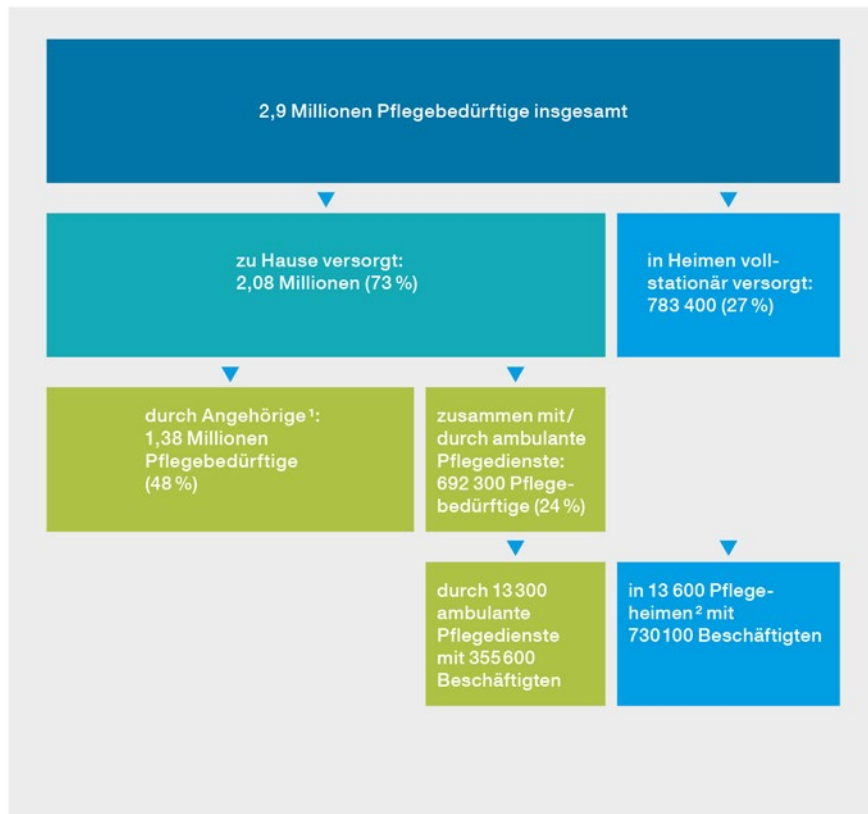 2,9 Millionen Pflegebedürftige insgesamt
zu Hause versorgt:
2,08 Millionen (73 %)
in Heimen voll-
stationär versorgt:
783 400 (27 %)
durch Angehörige¹:
1,38 Millionen
Pflegebedürftige
(48 %)
zusammen mit/
durch ambulante
Pflegedienste:
692 300 Pflege-
bedürftige (24 %)
durch 13 300
ambulante
Pflegedienste
mit 355 600
Beschäftigten
in 13 600 Pflege-
heimen² mit
730 100 Beschäftigten